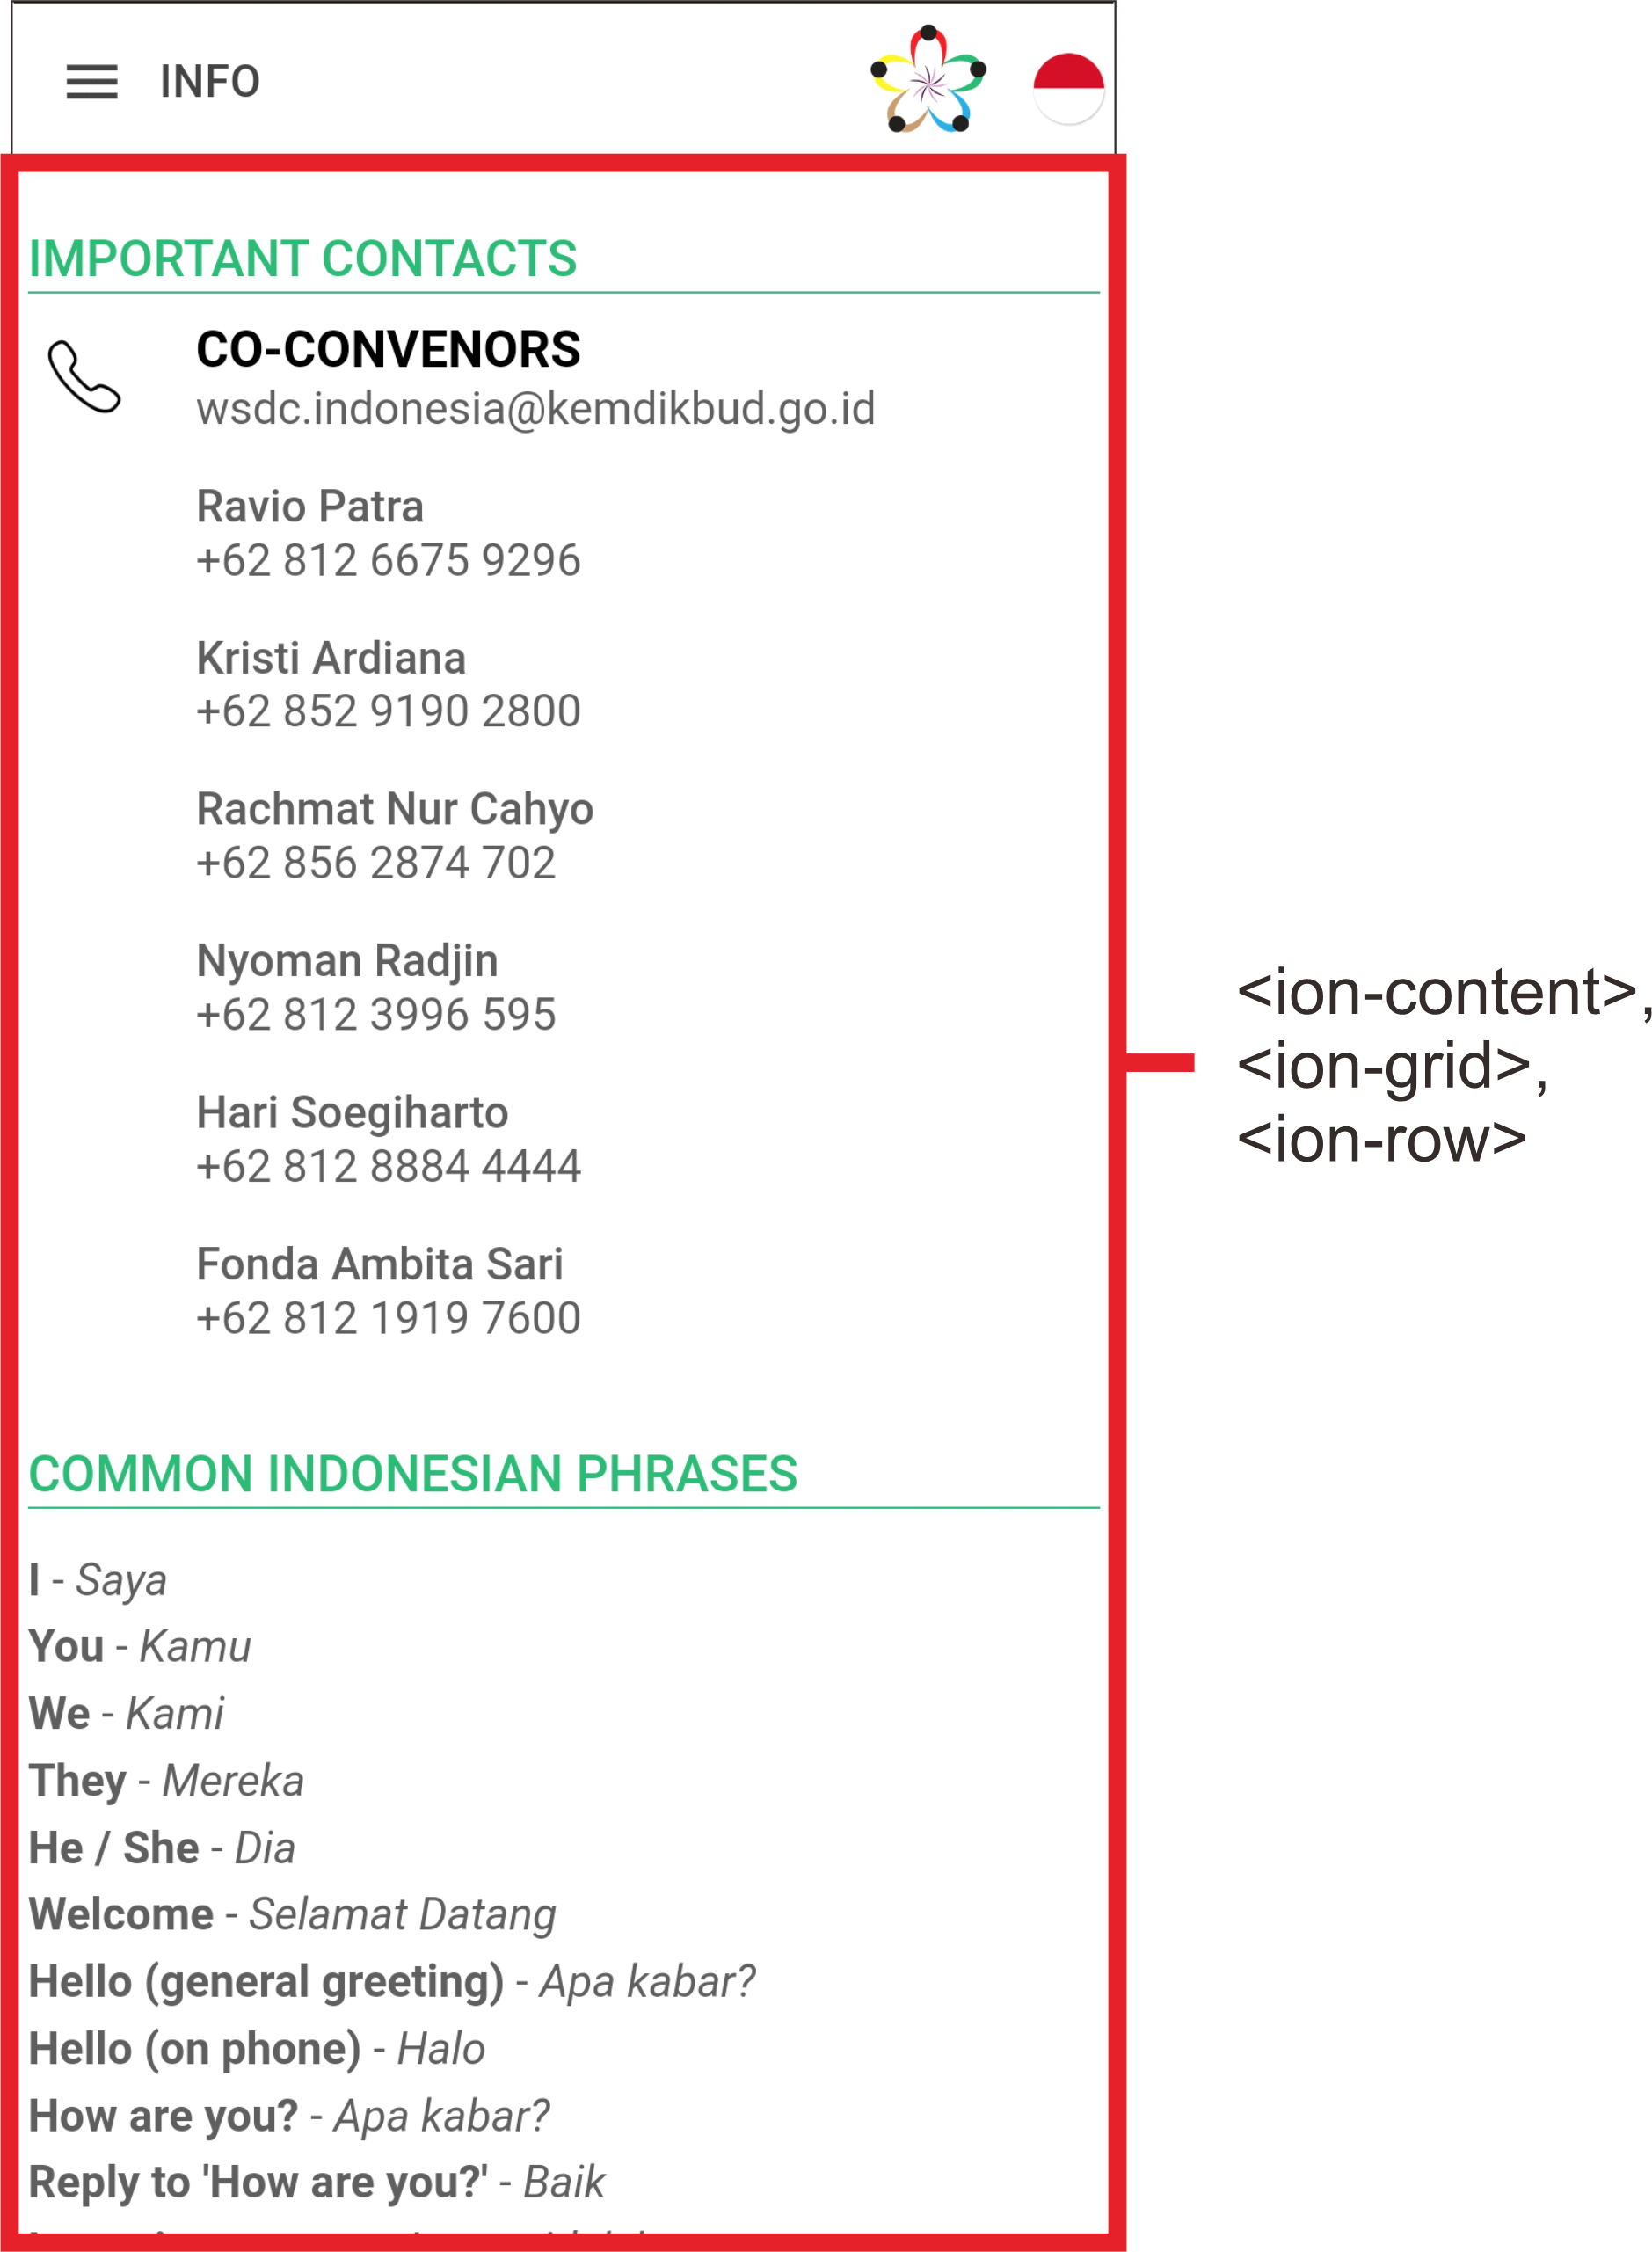 INFO
IMPORTANT CONTACTS
CO-CONVENORS
wsdc.indonesia@kemdikbud.go.id
Ravio Patra
+62 812 6675 9296
Kristi Ardiana
+62 852 9190 2800
Rachmat Nur Cahyo
+62 856 2874 702
Nyoman Radjin
+62 812 3996 595
Hari Soegiharto
+62 812 8884 4444
Fonda Ambita Sari
+62 812 1919 7600
COMMON INDONESIAN PHRASES
I - Saya
You - Kamu
We - Kami
They - Mereka
He / She - Dia
Welcome - Selamat Datang
Hello (general greeting) - Apa kabar?
Hello (on phone) - Halo
How are you? - Apa kabar?
Reply to 'How are you?' - Baik
<ion-content>,
<ion-grid>,
<ion-row>